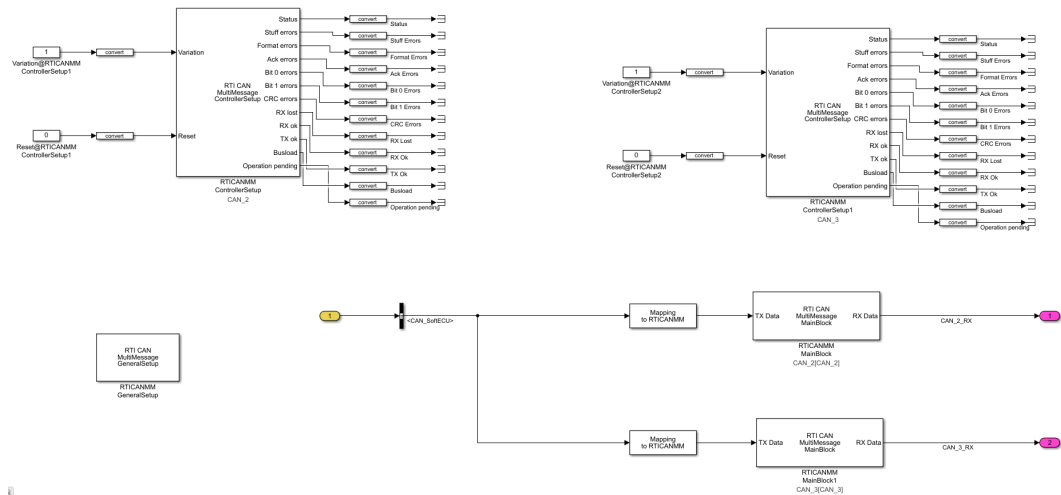 1
convert
Variation@RTICANMM
ControllerSetup1
0
convert
Reset@RTICANMM
ControllerSetup1
Variation
Reset
RTI CAN
MultiMessage
ControllerSetup
Status
Stuff errors
Format errors
Ack errors
Bit 0 errors
Bit 1 errors
CRC errors
RX lost
RX ok
TX ok
Busload
Operation pending
RTICANMM
ControllerSetup
CAN_2
convert
Status
convert
Stuff Errors
convert
Format Errors
convert
Ack Errors
convert
Bit 0 Errors
convert
Bit 1 Errors
convert
CRC Errors
convert
RX Lost
convert
RX Ok
convert
TX Ok
convert
Busload
convert
Operation pending
1
convert
Variation@RTICANMM
ControllerSetup2
0
convert
Reset@RTICANMM
ControllerSetup2
Variation
Reset
RTI CAN
MultiMessage
ControllerSetup
Status
Stuff errors
Format errors
Ack errors
Bit 0 errors
Bit 1 errors
CRC errors
RX lost
RX ok
TX ok
Busload
Operation pending
RTICANMM
ControllerSetup1
CAN_3
convert
Status
convert
Stuff Errors
convert
Format Errors
convert
Ack Errors
convert
Bit 0 Errors
convert
Bit 1 Errors
convert
CRC Errors
convert
RX Lost
convert
RX Ok
convert
TX Ok
convert
Busload
convert
Operation pending
RTI CAN
MultiMessage
GeneralSetup
RTICANMM
GeneralSetup
1
<CAN_SoftECU>
Mapping
to RTICANMM
TX Data
RTI CAN
MultiMessage
MainBlock
RX Data
RTICANMM
MainBlock
CAN_2[CAN_2]
CAN_2_RX
1
Mapping
to RTICANMM
TX Data
RTI CAN
MultiMessage
MainBlock
RX Data
RTICANMM
MainBlock1
CAN_3[CAN_3]
CAN_3_RX
2